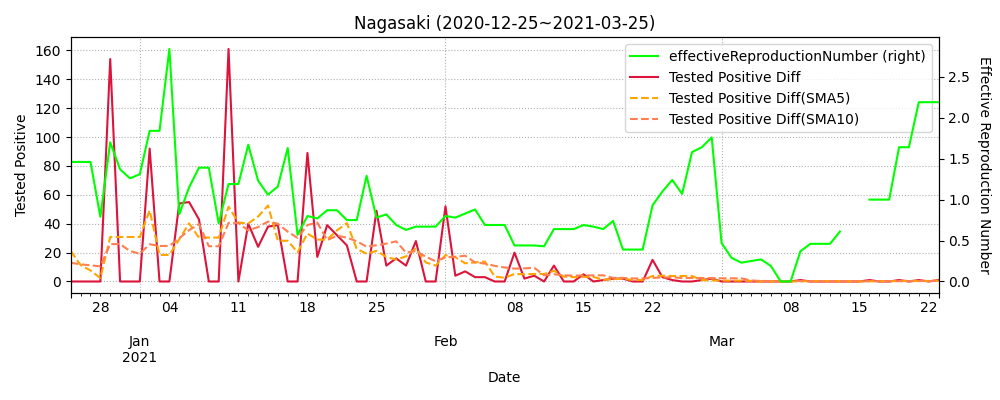 Nagasaki (2020-12-25~2021-03-25)
160
140
120
100
80
60
40
20
0
Tested Positive
effectiveReproductionNumber (right)
Tested Positive Diff
Tested Positive Diff(SMA5)
Tested Positive Diff(SMA10)
2.5
2.0
1.5
1.0
0.5
0.0
Effective Reproduction Number
28 04 11 18 25 08 15 22 08 15 22
Jan Feb Mar
2021
Date